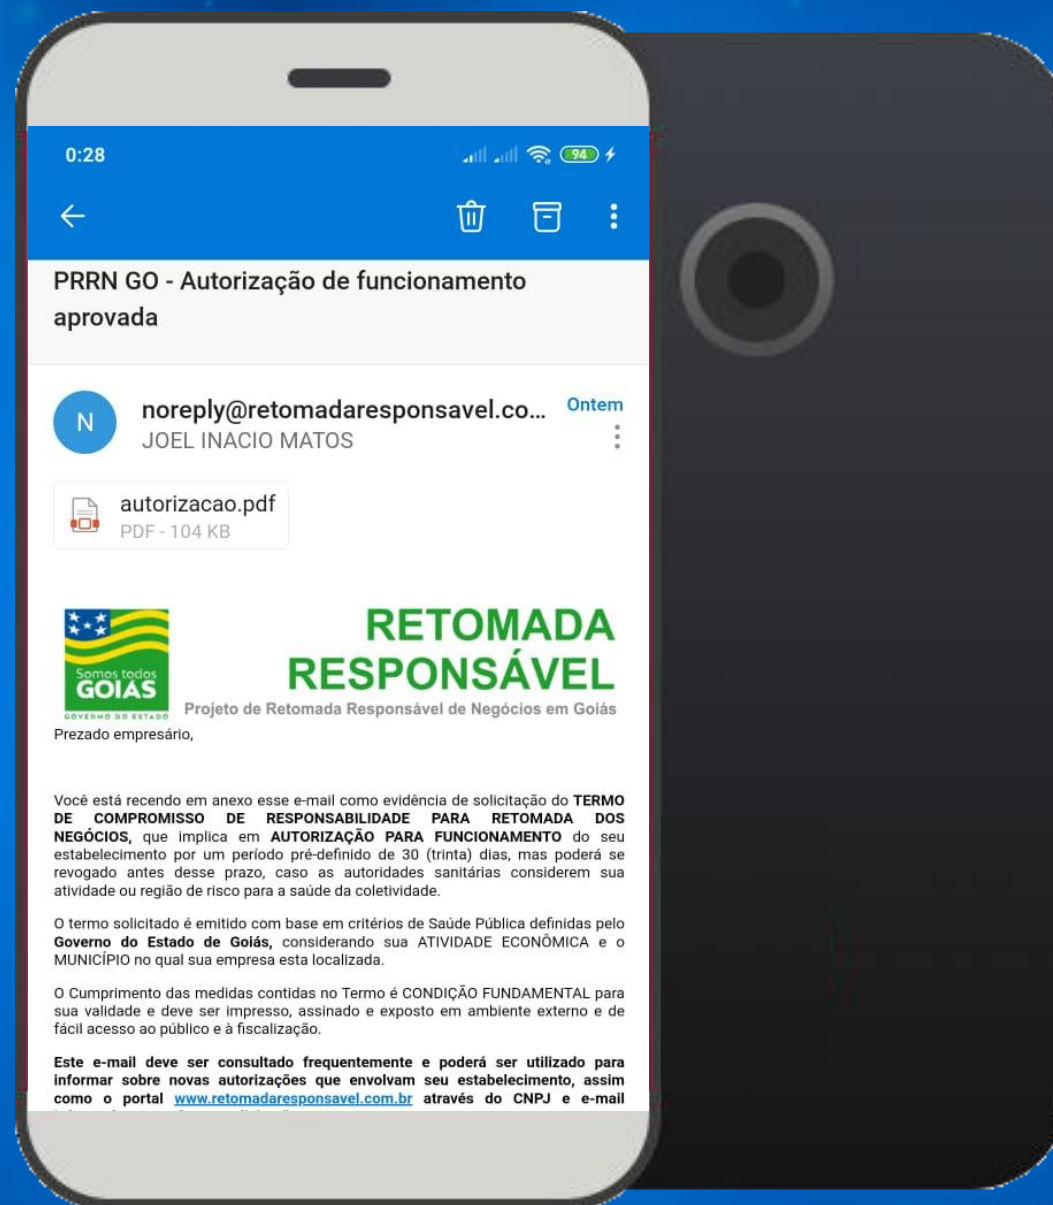 0:28
94
PRRN GO - Autorização de funcionamento
aprovada
N
noreply@retomadaresponsavel.co...
Ontem
JOEL INACIO MATOS
autorizacao.pdf
PDF - 104 KB
Somos todos
GOIÁS
GOVERNO DO ESTADO
RETOMADA
RESPONSÁVEL
Projeto de Retomada Responsável de Negócios em Goiás
Prezado empresário,
Você está recendo em anexo esse e-mail como evidência de solicitação do TERMO
DE COMPROMISSO DE RESPONSABILIDADE PARA RETOMADA DOS
NEGÓCIOS, que implica em AUTORIZAÇÃO PARA FUNCIONAMENTO do seu
estabelecimento por um período pré-definido de 30 (trinta) dias, mas poderá se
revogado antes desse prazo, caso as autoridades sanitárias considerem sua
atividade ou região de risco para a saúde da coletividade.
O termo solicitado é emitido com base em critérios de Saúde Pública definidas pelo
Governo do Estado de Goiás, considerando sua ATIVIDADE ECONÔMICA e o
MUNICÍPIO no qual sua empresa esta localizada.
O Cumprimento das medidas contidas no Termo é CONDIÇÃO FUNDAMENTAL para
sua validade e deve ser impresso, assinado e exposto em ambiente externo e de
fácil acesso ao público e à fiscalização.
Este e-mail deve ser consultado frequentemente e poderá ser utilizado para
informar sobre novas autorizações que envolvam seu estabelecimento, assim
como o portal www.retomadaresponsavel.com.br através do CNPJ e e-mail